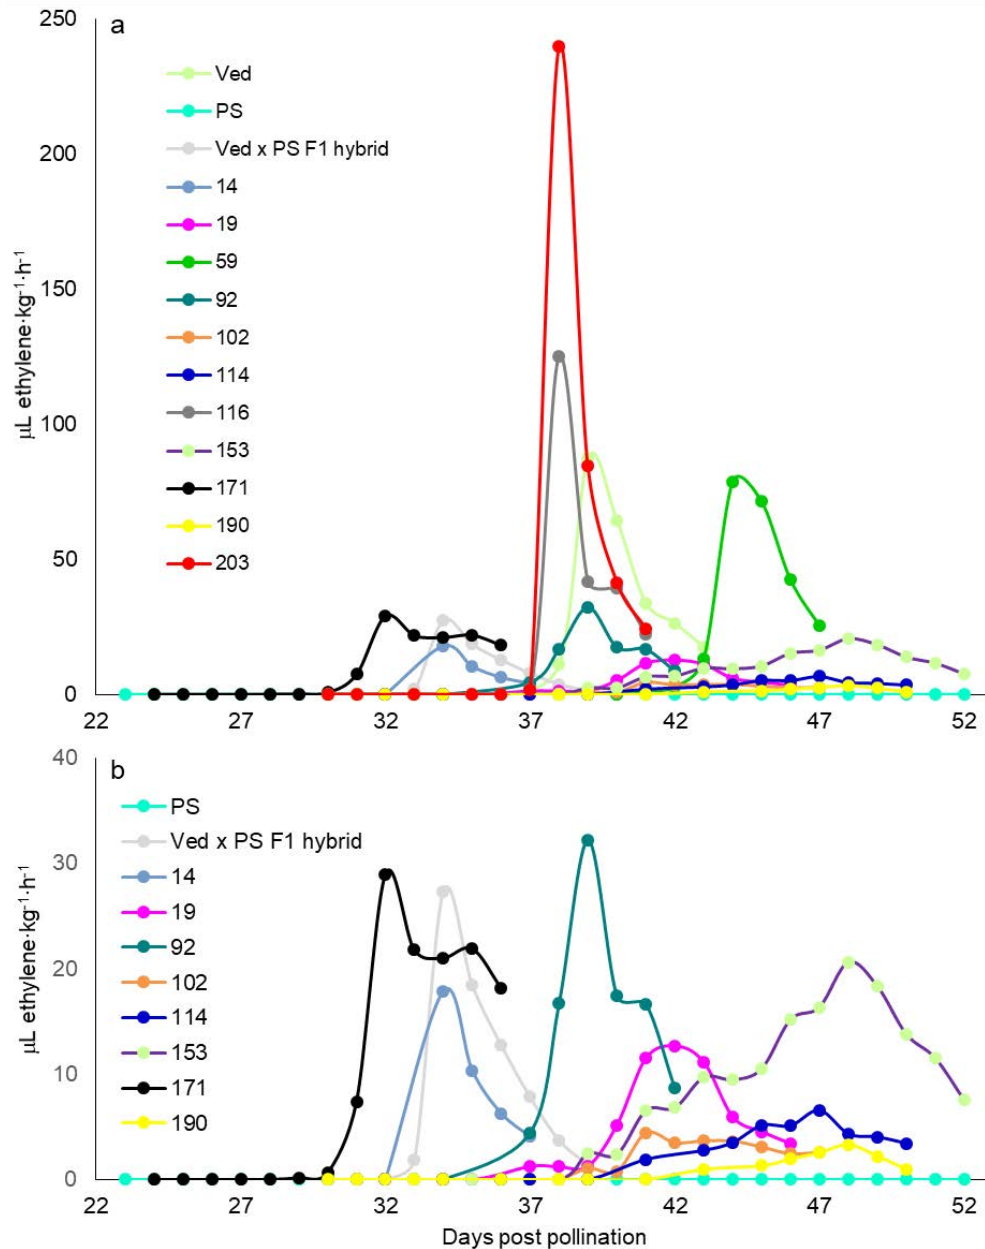 a
250
200
150
100
50
0
μL ethylene·kg⁻¹·h⁻¹
Ved
PS
Ved x PS F1 hybrid
14
19
59
92
102
114
116
153
171
190
203
22 27 32 37 42 47 52
b
40
30
20
10
0
μL ethylene·kg⁻¹·h⁻¹
PS
Ved x PS F1 hybrid
14
19
92
102
114
153
171
190
22 27 32 37 42 47 52
Days post pollination